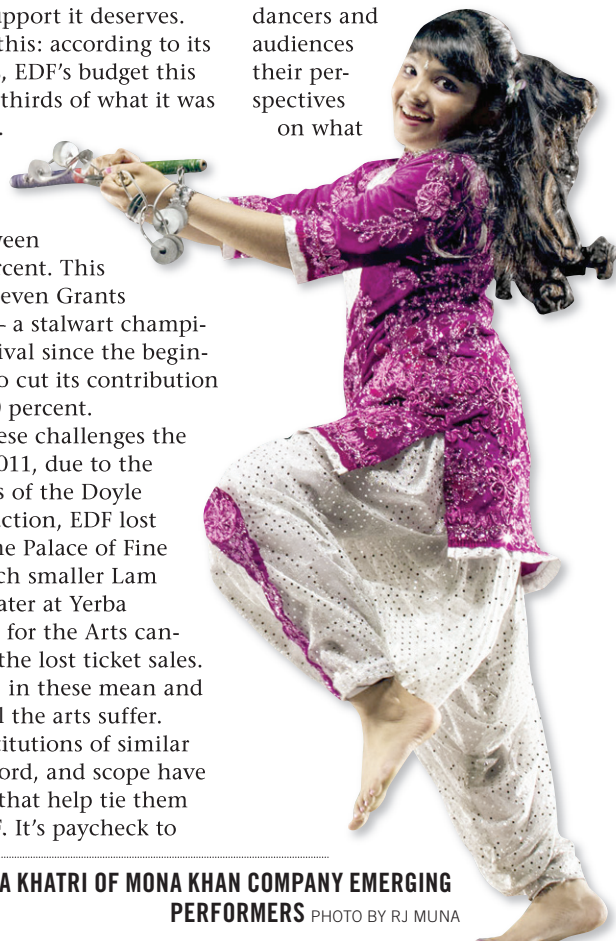 pport it deserves.
this: according to its
, EDF’s budget this
thirds of what it was
.
ween
rcent. This
even Grants
– a stalwart champi-
ival since the begin-
o cut its contribution
percent.
ese challenges the
011, due to the
s of the Doyle
uction, EDF lost
he Palace of Fine
ch smaller Lam
ater at Yerba
for the Arts can-
the lost ticket sales.
in these mean and
l the arts suffer.
titutions of similar
ord, and scope have
that help tie them
. It’s paycheck to
dancers and
audiences
their per-
spectives
on what
A KHATRI OF MONA KHAN COMPANY EMERGING
PERFORMERS PHOTO BY RJ MUNA